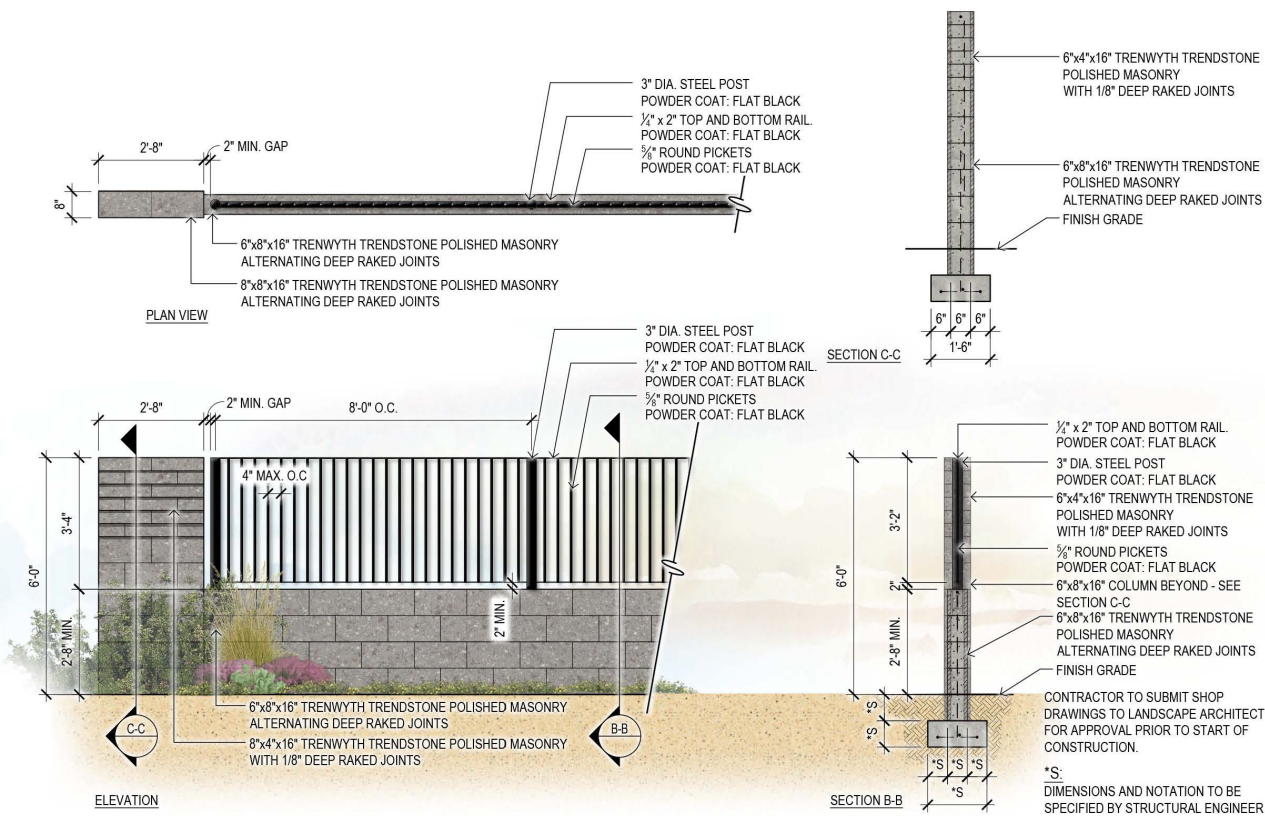 3" DIA. STEEL POST
POWDER COAT: FLAT BLACK
¼" x 2" TOP AND BOTTOM RAIL.
POWDER COAT: FLAT BLACK
⅝" ROUND PICKETS
POWDER COAT: FLAT BLACK
2'-8"
2" MIN. GAP
8"
6"x8"x16" TRENWYTH TRENDSTONE POLISHED MASONRY
ALTERNATING DEEP RAKED JOINTS
8"x8"x16" TRENWYTH TRENDSTONE POLISHED MASONRY
ALTERNATING DEEP RAKED JOINTS
PLAN VIEW
6"x4"x16" TRENWYTH TRENDSTONE
POLISHED MASONRY
WITH 1/8" DEEP RAKED JOINTS
6"x8"x16" TRENWYTH TRENDSTONE
POLISHED MASONRY
ALTERNATING DEEP RAKED JOINTS
FINISH GRADE
6" 6" 6"
1'-6"
SECTION C-C
3" DIA. STEEL POST
POWDER COAT: FLAT BLACK
¼" x 2" TOP AND BOTTOM RAIL.
POWDER COAT: FLAT BLACK
⅝" ROUND PICKETS
POWDER COAT: FLAT BLACK
2'-8"
2" MIN. GAP
8'-0" O.C.
4" MAX. O.C
3'-4"
6'-0"
2'-8" MIN.
2" MIN.
6"x8"x16" TRENWYTH TRENDSTONE POLISHED MASONRY
ALTERNATING DEEP RAKED JOINTS
8"x4"x16" TRENWYTH TRENDSTONE POLISHED MASONRY
WITH 1/8" DEEP RAKED JOINTS
C-C
B-B
ELEVATION
¼" x 2" TOP AND BOTTOM RAIL.
POWDER COAT: FLAT BLACK
3" DIA. STEEL POST
POWDER COAT: FLAT BLACK
6"x4"x16" TRENWYTH TRENDSTONE
POLISHED MASONRY
WITH 1/8" DEEP RAKED JOINTS
⅝" ROUND PICKETS
POWDER COAT: FLAT BLACK
6"x8"x16" COLUMN BEYOND - SEE
SECTION C-C
6"x8"x16" TRENWYTH TRENDSTONE
POLISHED MASONRY
ALTERNATING DEEP RAKED JOINTS
FINISH GRADE
3'-2"
6'-0"
2"
2'-8" MIN.
*S
*S
*S *S *S
*S
SECTION B-B
CONTRACTOR TO SUBMIT SHOP
DRAWINGS TO LANDSCAPE ARCHITECT
FOR APPROVAL PRIOR TO START OF
CONSTRUCTION.
*S:
DIMENSIONS AND NOTATION TO BE
SPECIFIED BY STRUCTURAL ENGINEER